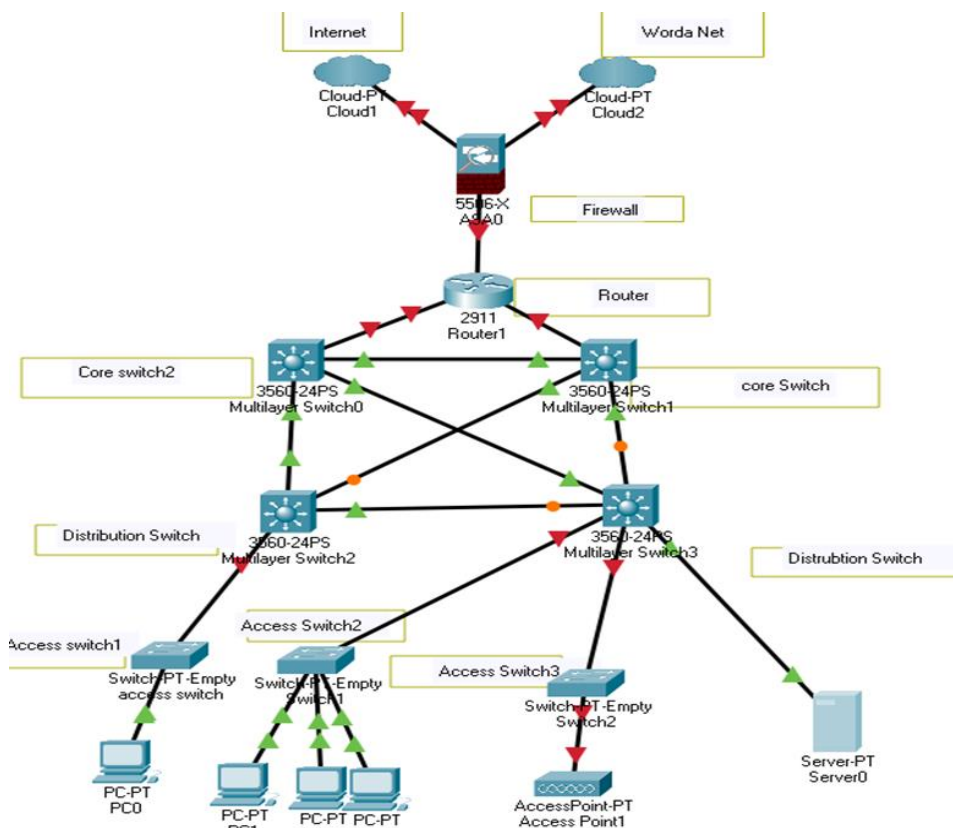 Internet
Worda Net
Cloud-PT
Cloud1
Cloud-PT
Cloud2
5506-X
ASA0
Firewall
Router
2911
Router1
Core switch2
3560-24PS
Multilayer Switch0
3560-24PS
Multilayer Switch1
core Switch
Distribution Switch
3560-24PS
Multilayer Switch2
3560-24PS
Multilayer Switch3
Distrubtion Switch
Access switch1
Access Switch2
Access Switch3
Switch-PT-Empty
access switch
Switch-PT-Empty
Switch1
Switch-PT-Empty
Switch2
PC-PT
PC0
PC-PT
PC-PT
PC-PT
AccessPoint-PT
Access Point1
Server-PT
Server0